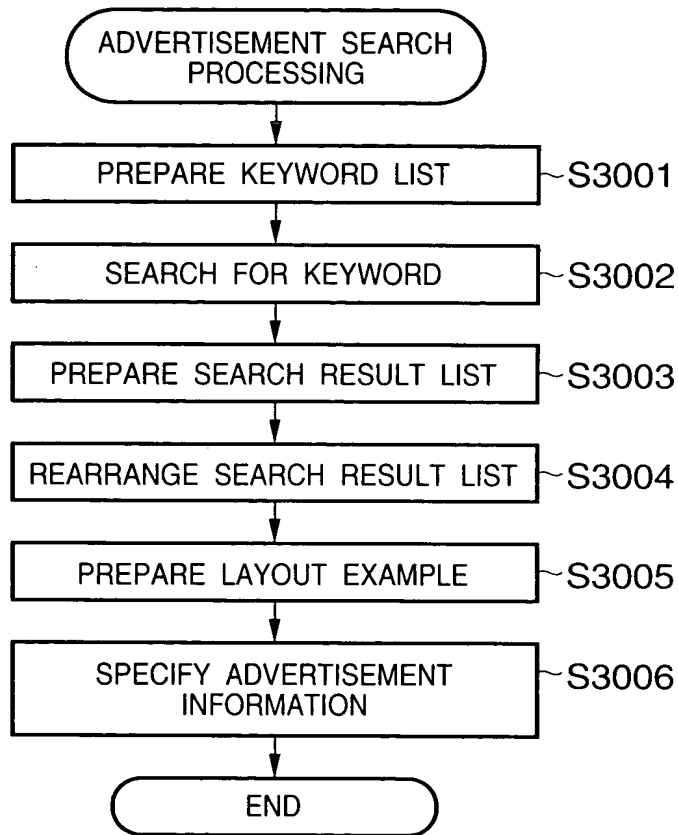 ADVERTISEMENT SEARCH
PROCESSING
PREPARE KEYWORD LIST ~S3001
SEARCH FOR KEYWORD ~S3002
PREPARE SEARCH RESULT LIST ~S3003
REARRANGE SEARCH RESULT LIST ~S3004
PREPARE LAYOUT EXAMPLE ~S3005
SPECIFY ADVERTISEMENT ~S3006
INFORMATION
END